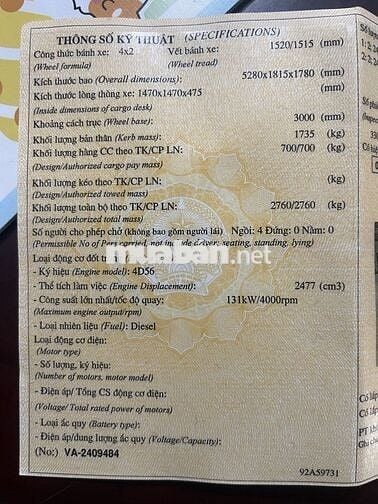 THÔNG SỐ KỸ THUẬT (SPECIFICATIONS)
Công thức bánh xe: 4x2 Vết bánh xe: 1520/1515 (mm)
(Wheel formula) (Wheel tread)
Kích thước bao (Overall dimensions): 5280x1815x1780 (mm)
Kích thước lòng thùng xe: 1470x1470x475 (mm)
(Inside dimensions of cargo desk)
Khoảng cách trục (Wheel base): 3000 (mm)
Khối lượng bản thân (Kerb mass): 1735 (kg)
Khối lượng hàng CC theo TK/CP LN: 700/700 (kg)
(Design/Authorized cargo pay mass)
Khối lượng kéo theo TK/CP LN: (kg)
(Design/Authorized towed mass)
Khối lượng toàn bộ theo TK/CP LN: 2760/2760 (kg)
(Design/Authorized total mass)
Số người cho phép chở (không bao gồm người lái) Ngồi: 4 Đứng: 0 Nằm: 0
(Permissible No of Pers carried, not include driver: seating, standing, lying)
Loại động cơ đốt
- Ký hiệu (Engine model): 4D56
- Thể tích làm việc (Engine Displacement): 2477 (cm3)
- Công suất lớn nhất/tốc độ quay: 131kW/4000rpm
(Maximum engine output/rpm)
- Loại nhiên liệu (Fuel): Diesel
Loại động cơ điện:
(Motor type)
- Số lượng, ký hiệu:
(Number of motors, motor model)
- Điện áp/ Tổng CS động cơ điện:
(Voltage/ Total rated power of motors)
- Loại ắc quy (Battery type):
- Điện áp/dung lượng ắc quy (Voltage/Capacity):
(No:) VA-2409484
92A59731
muaban.net